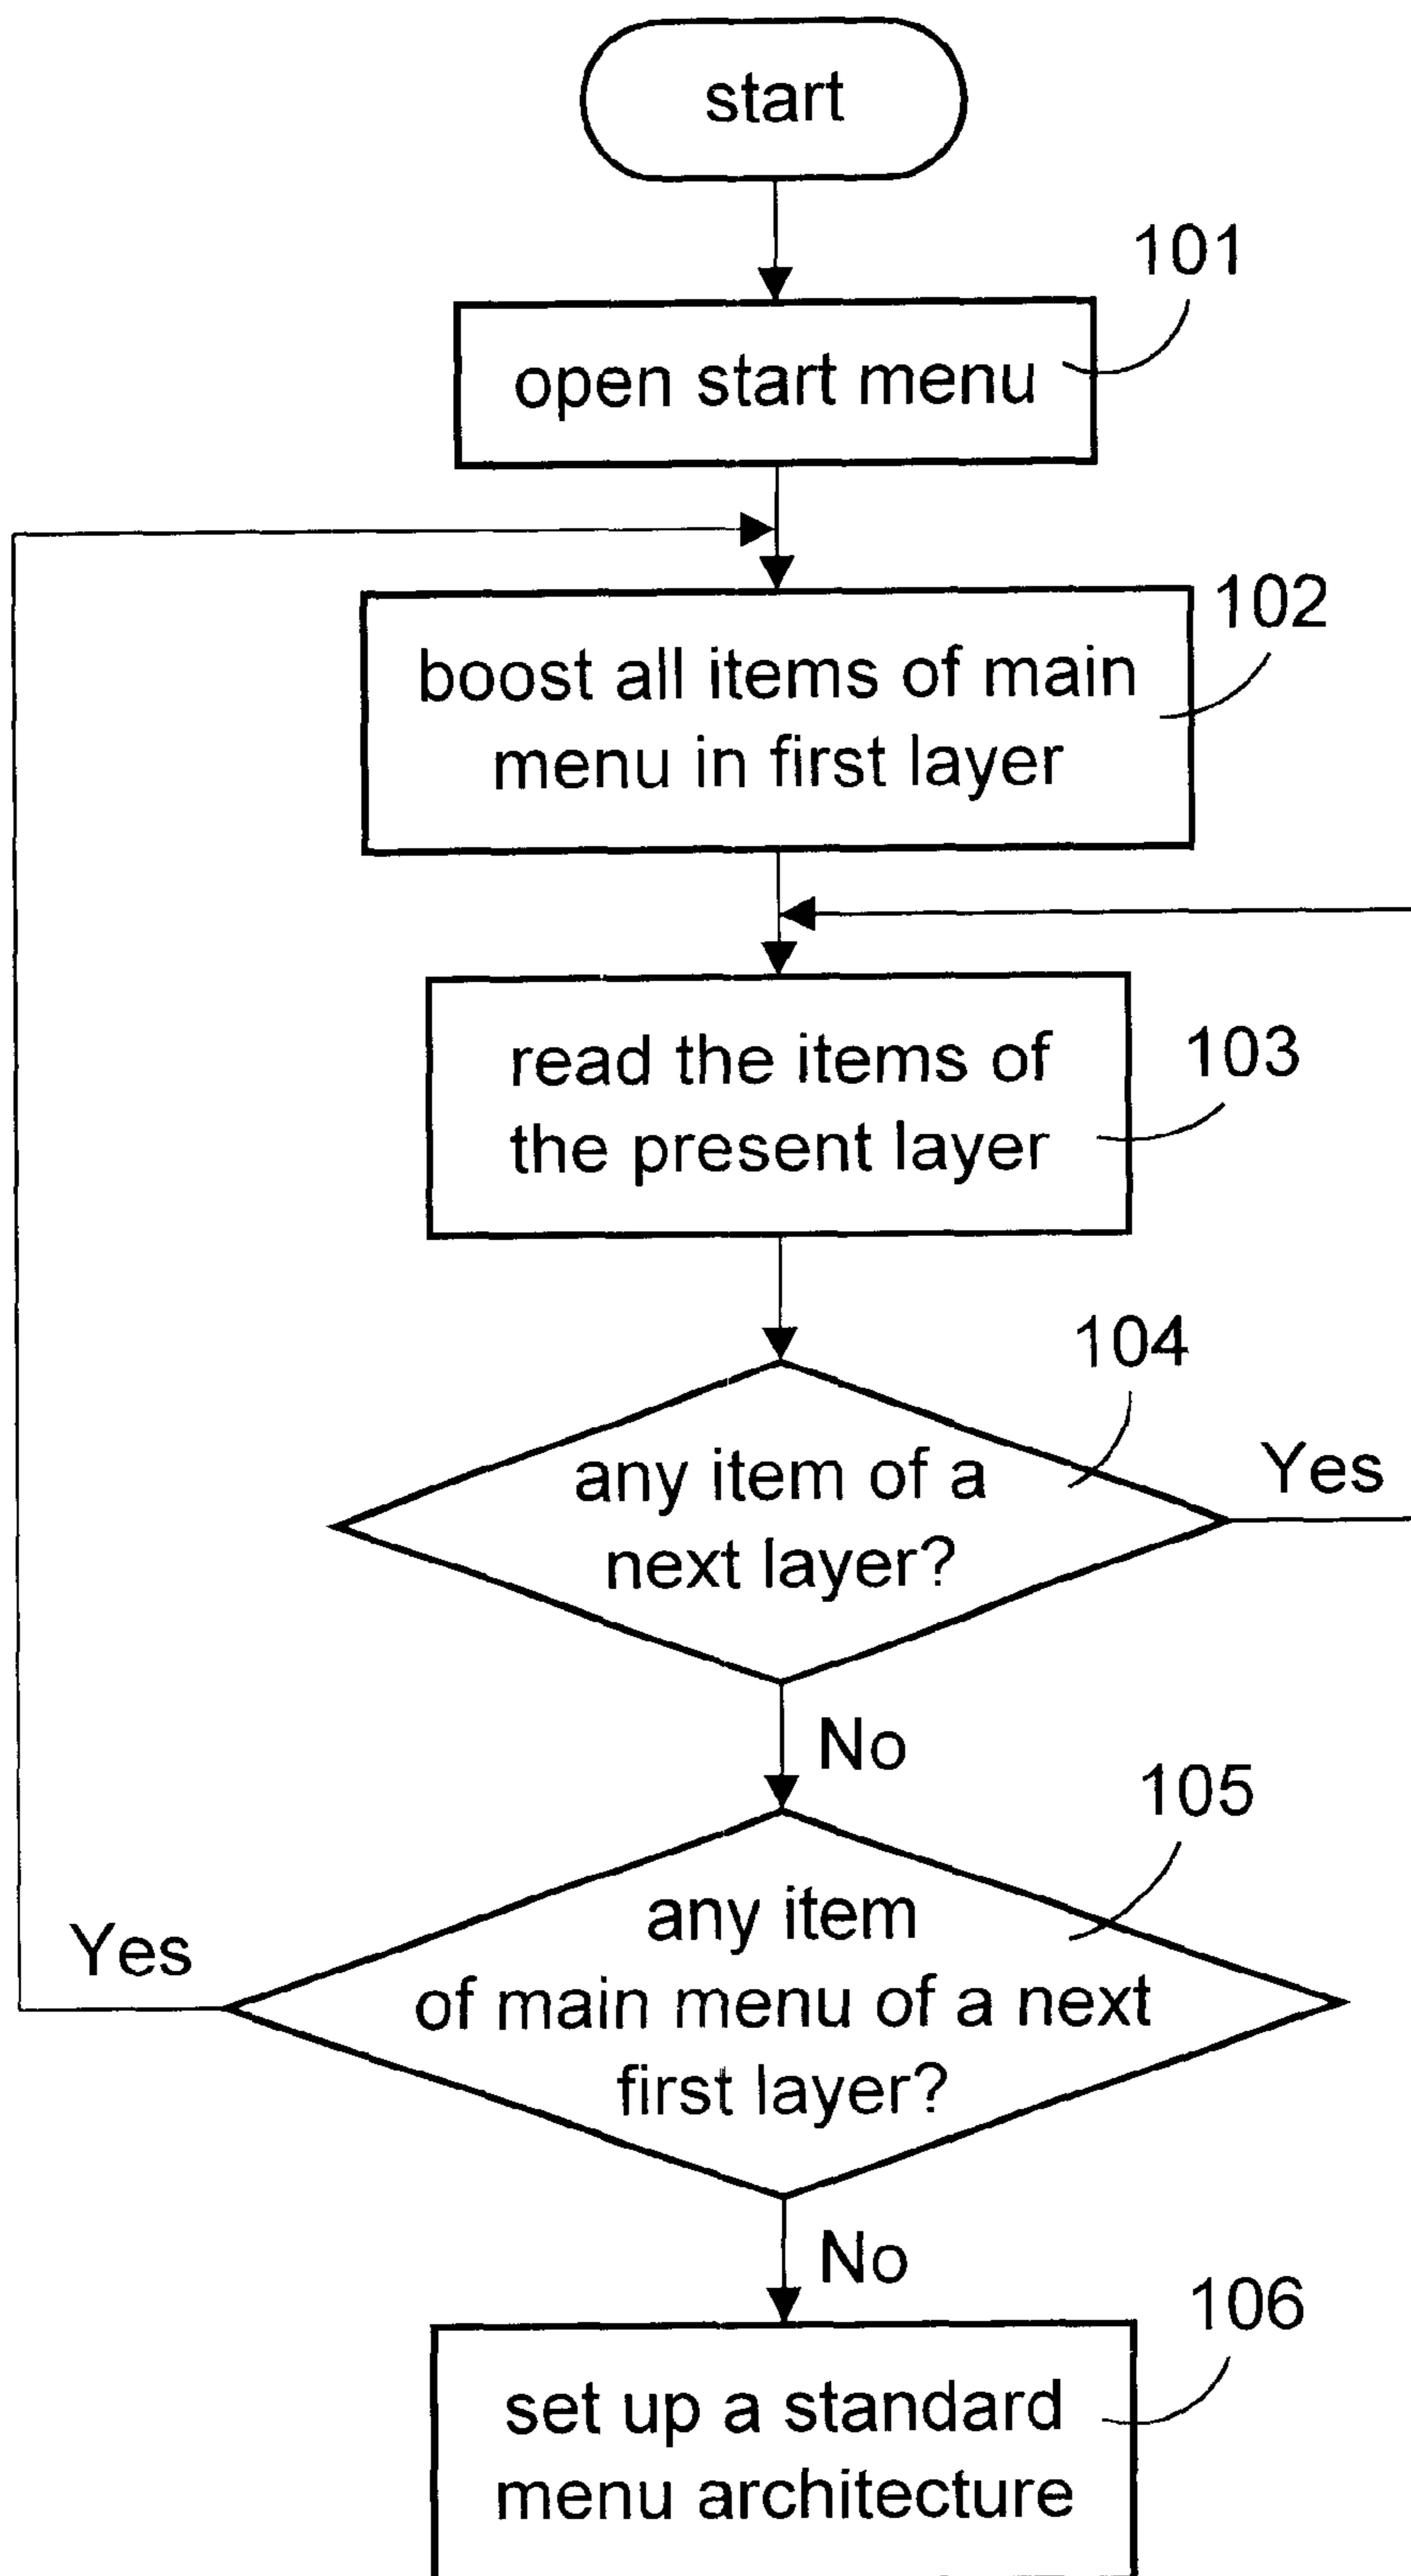 start
101
open start menu
102
boost all items of main
menu in first layer
103
read the items of
the present layer
104
any item of a
next layer?
Yes
No
105
any item
of main menu of a next
first layer?
Yes
No
106
set up a standard
menu architecture